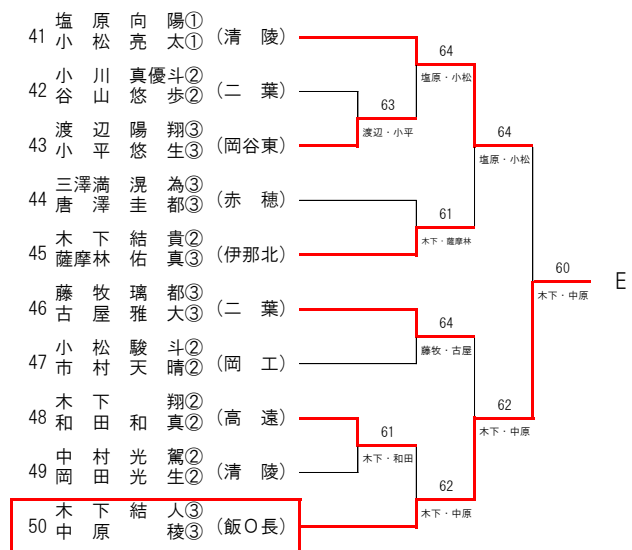 41 塩原向陽① 小松亮太① (清陵)
64
塩原・小松
42 小川真優斗② 谷山悠歩② (二葉)
63
渡辺・小平
43 渡辺陽翔③ 小平悠生③ (岡谷東)
64
塩原・小松
44 三澤満滉為③ 唐澤圭都③ (赤穂)
61
木下・薩摩林
45 木下結貴② 薩摩林佑真③ (伊那北)
60
木下・中原
E
46 藤牧璃都③ 古屋雅大③ (二葉)
64
藤牧・古屋
47 小松駿斗② 市村天晴② (岡工)
62
木下・中原
48 木下翔② 和田和真② (高遠)
61
木下・和田
49 中村光駕② 岡田光生② (清陵)
62
木下・中原
50 木下結人③ 中原稜③ (飯O長)